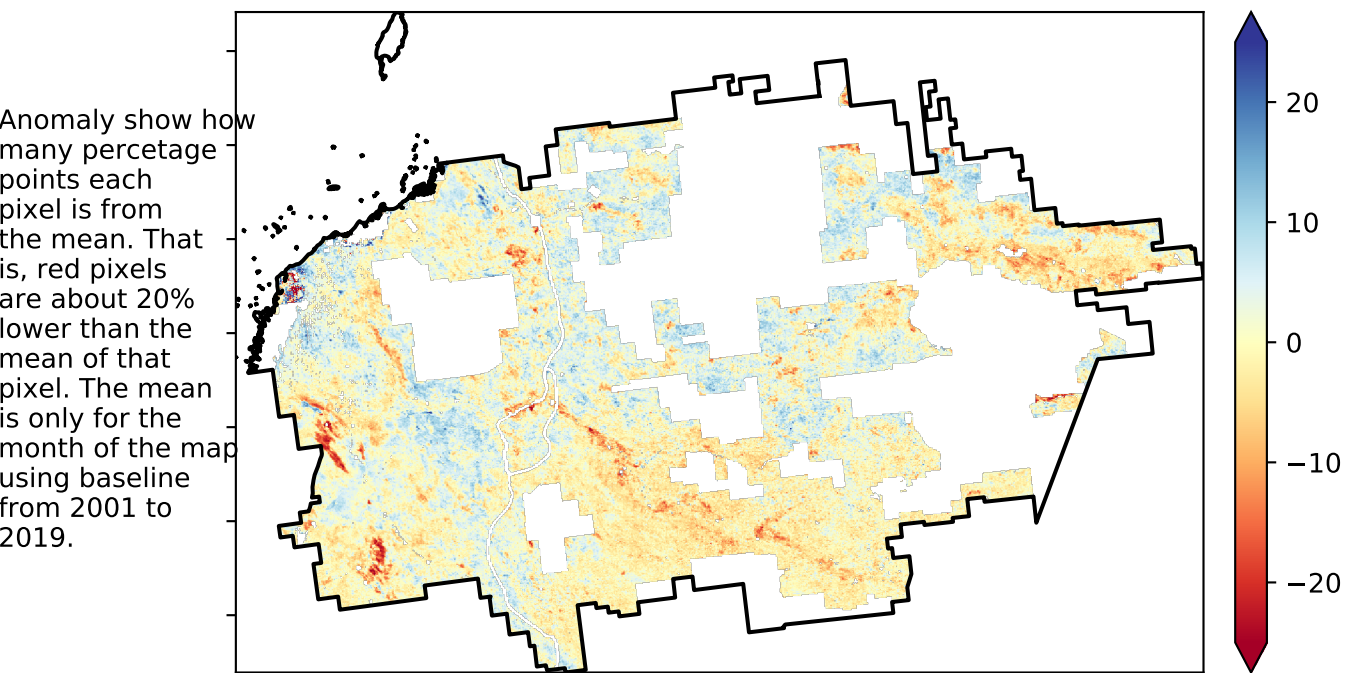 Anomaly show how
many percetage
points each
pixel is from
the mean. That
is, red pixels
are about 20%
lower than the
mean of that
pixel. The mean
is only for the
month of the map
using baseline
from 2001 to
2019.
20
10
0
−10
−20